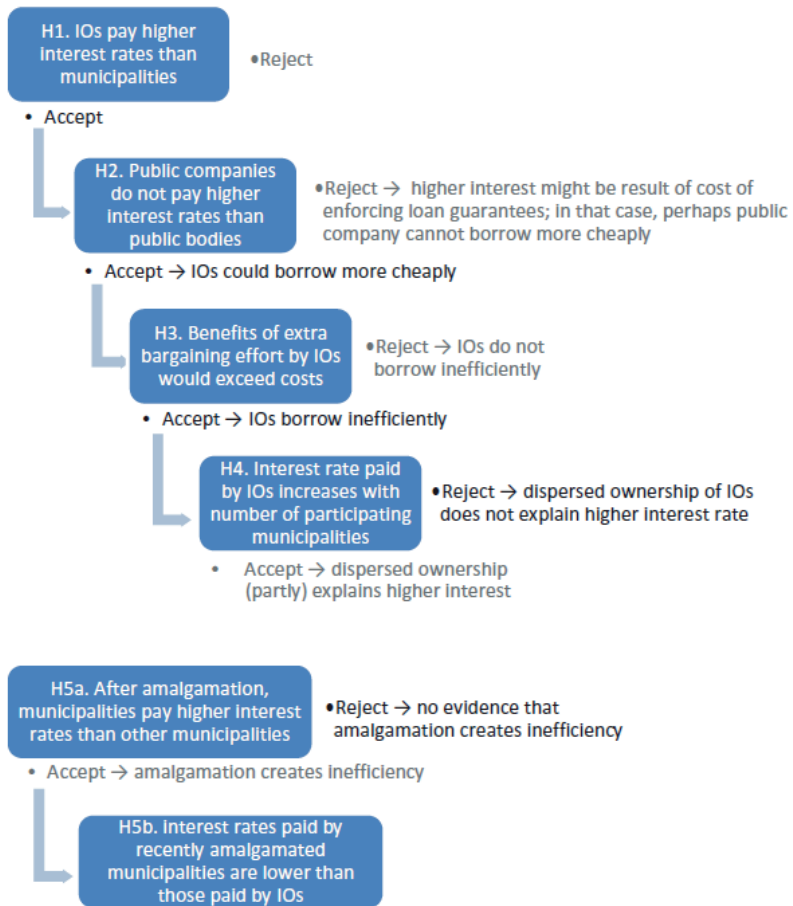 H1. IOs pay higher
interest rates than
municipalities
•Reject
• Accept
H2. Public companies
do not pay higher
interest rates than
public bodies
•Reject → higher interest might be result of cost of
enforcing loan guarantees; in that case, perhaps public
company cannot borrow more cheaply
• Accept → IOs could borrow more cheaply
H3. Benefits of extra
bargaining effort by IOs
would exceed costs
•Reject → IOs do not
borrow inefficiently
• Accept → IOs borrow inefficiently
H4. Interest rate paid
by IOs increases with
number of participating
municipalities
•Reject → dispersed ownership of IOs
does not explain higher interest rate
• Accept → dispersed ownership
(partly) explains higher interest
H5a. After amalgamation,
municipalities pay higher interest
rates than other municipalities
•Reject → no evidence that
amalgamation creates inefficiency
• Accept → amalgamation creates inefficiency
H5b. Interest rates paid by
recently amalgamated
municipalities are lower than
those paid by IOs